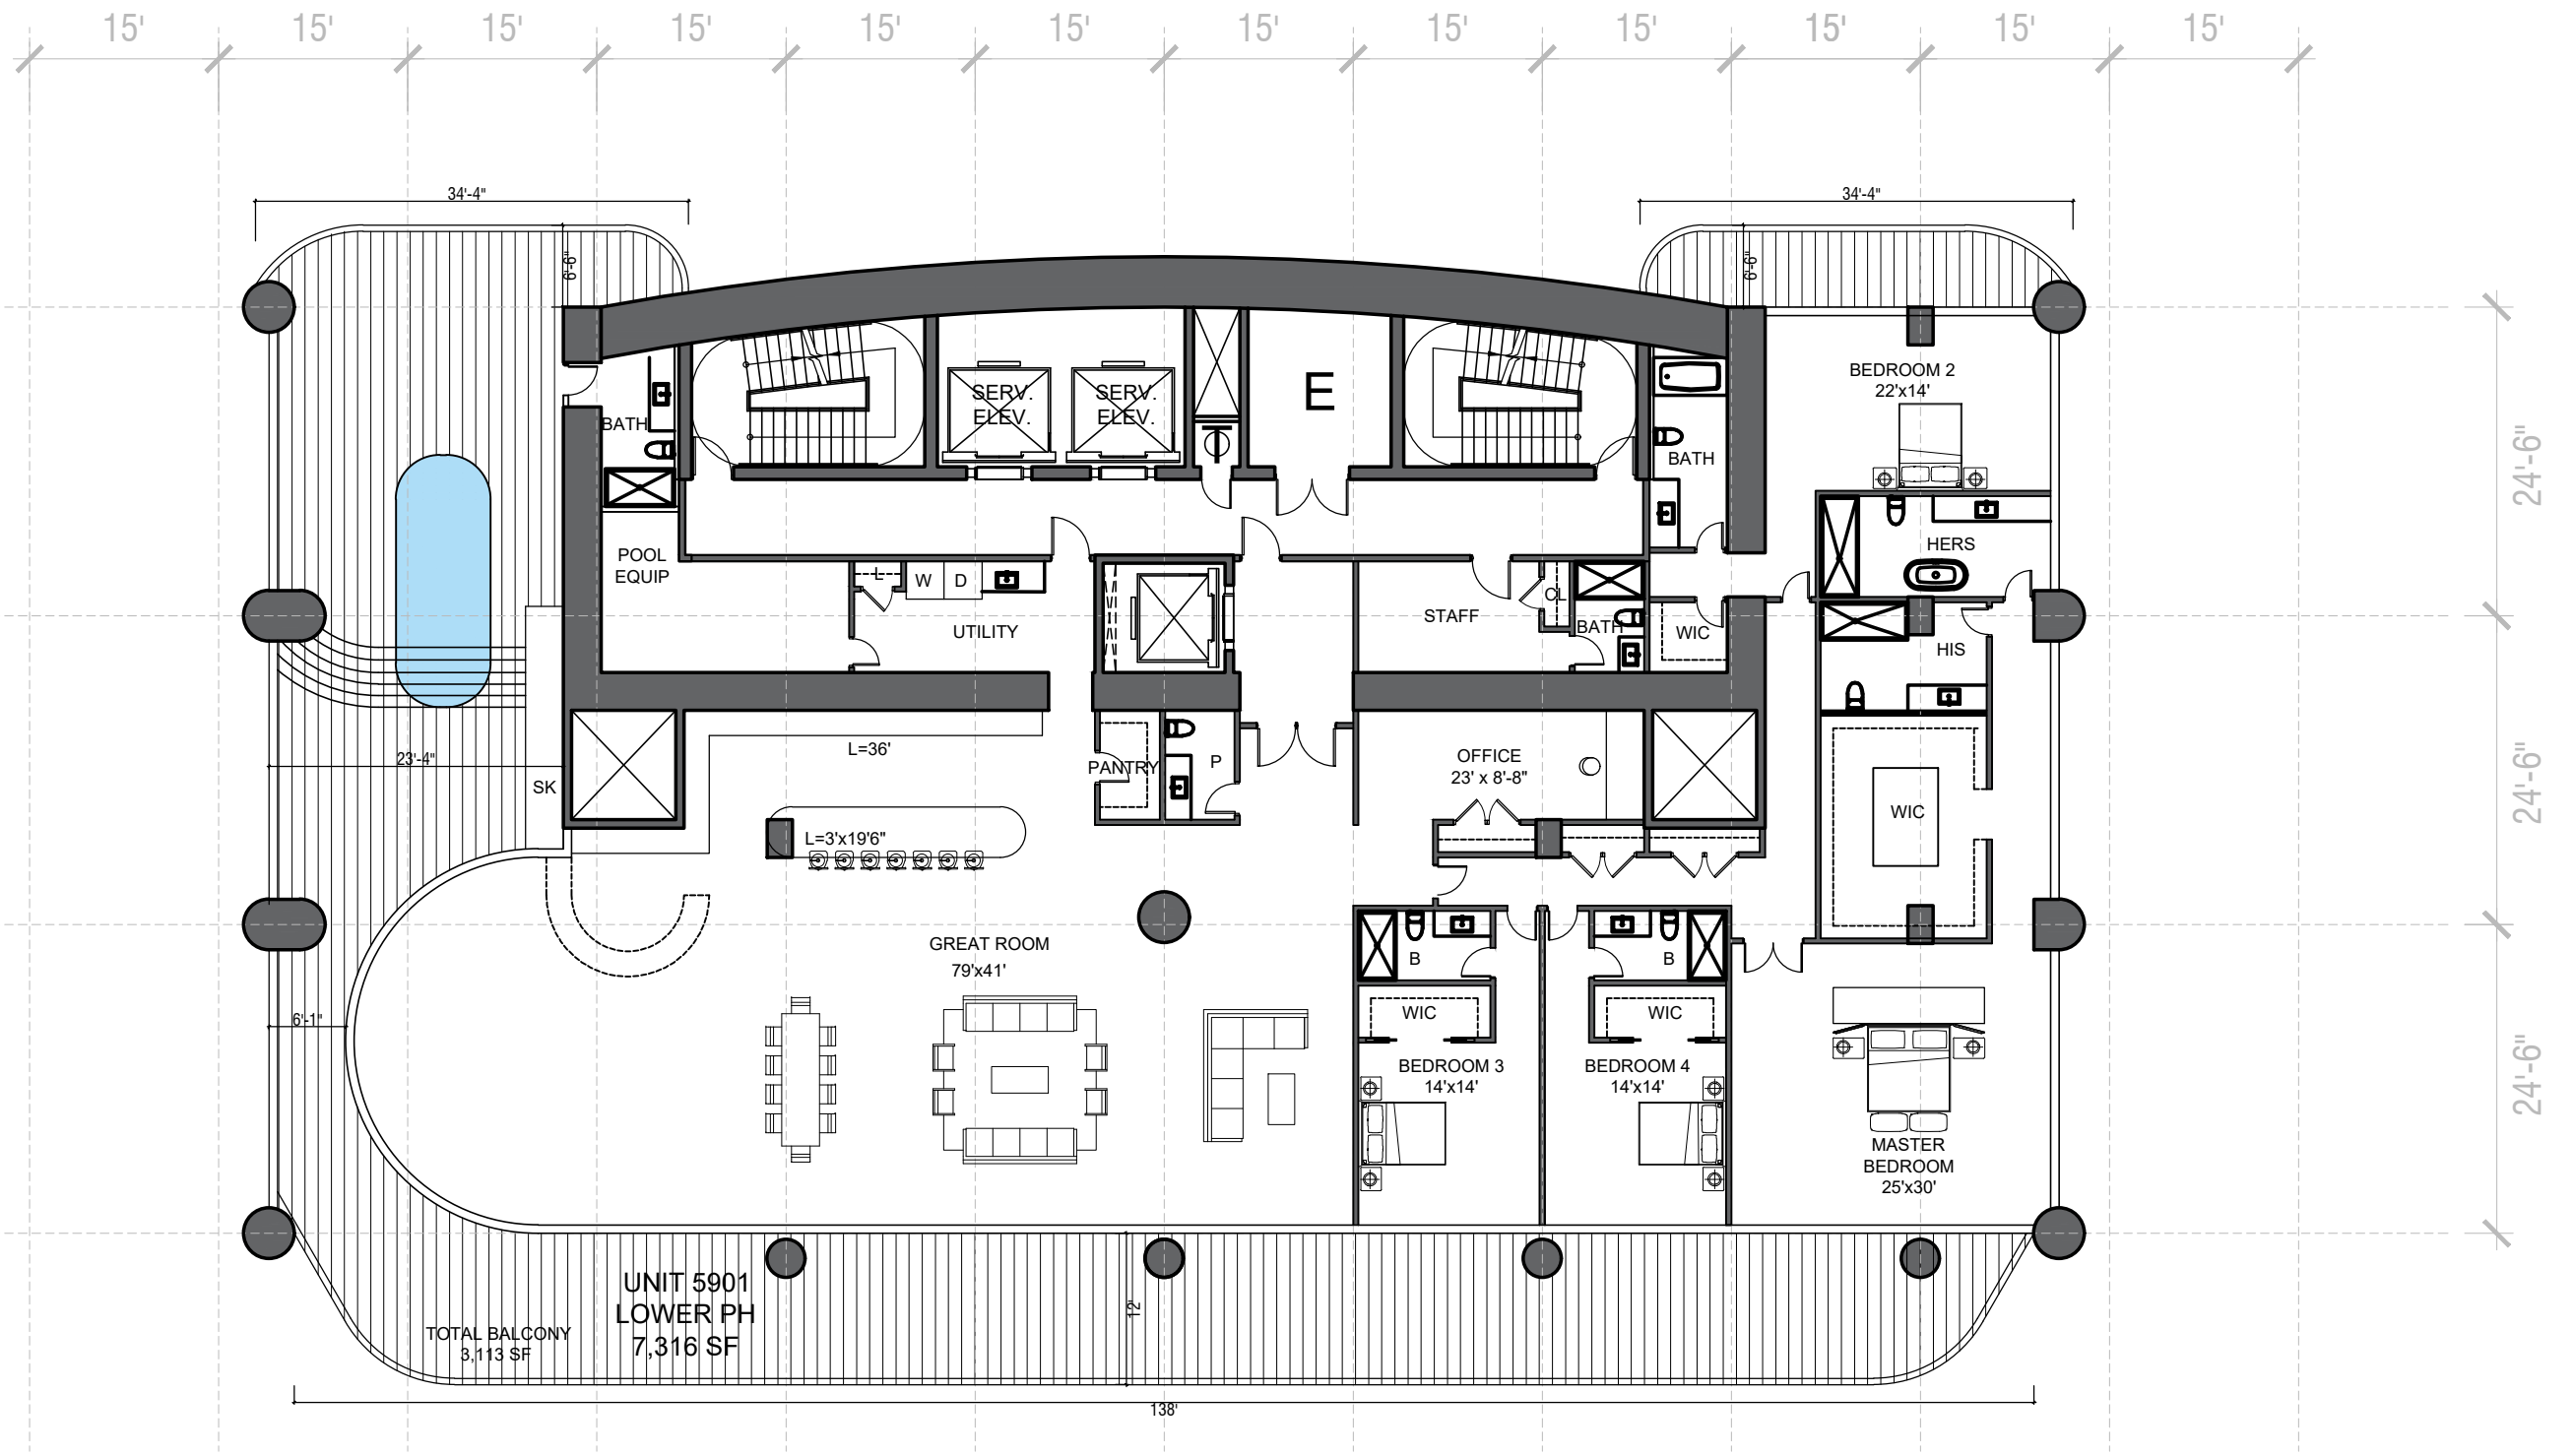 15' 15' 15' 15' 15' 15' 15' 15' 15' 15' 15' 15'
34'-4" 34'-4"
6'-6" 6'-6"
BEDROOM 2
22'x14'
SERV.
ELEV.
SERV.
ELEV.
E
BATH
BATH
24'-6"
POOL
EQUIP
HERS
L W D
CL
UTILITY
STAFF
BATH
WIC
HIS
L=36'
23'-4"
SK
PANTRY
P
OFFICE
23' x 8'-8"
24'-6"
WIC
L=3'x19'6"
GREAT ROOM
79'x41'
B
B
6'-1"
WIC
WIC
BEDROOM 3
14'x14'
BEDROOM 4
14'x14'
24'-6"
MASTER
BEDROOM
25'x30'
UNIT 5901
LOWER PH
7,316 SF
12'
TOTAL BALCONY
3,113 SF
138'